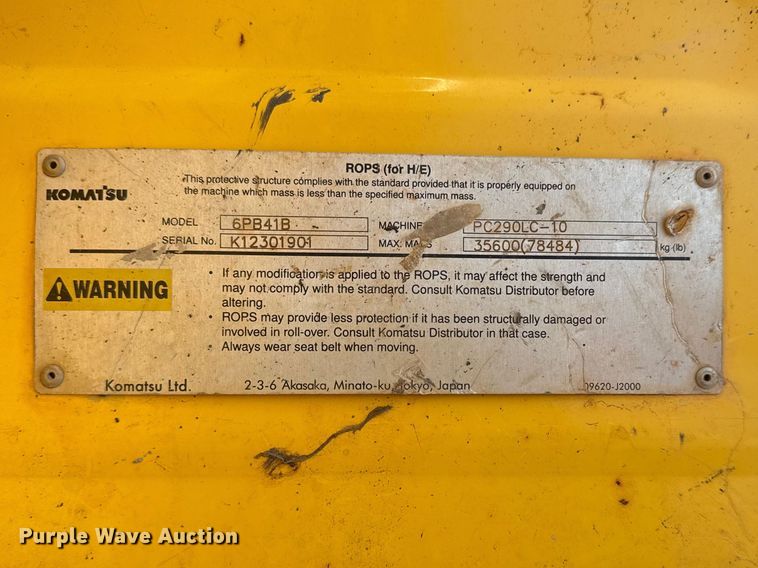 ROPS (for H/E)
This protective structure complies with the standard provided that it is properly equipped on
the machine which mass is less than the specified maximum mass.
KOMATSU
MODEL 6PB41B MACHINE PC290LC-10
SERIAL No. K12301901 MAX. MASS 35600(78484) kg (lb)
WARNING
• If any modification is applied to the ROPS, it may affect the strength and
may not comply with the standard. Consult Komatsu Distributor before
altering.
• ROPS may provide less protection if it has been structurally damaged or
involved in roll-over. Consult Komatsu Distributor in that case.
• Always wear seat belt when moving.
Komatsu Ltd. 2-3-6 Akasaka, Minato-ku, Tokyo, Japan 09620-J2000
Purple Wave Auction